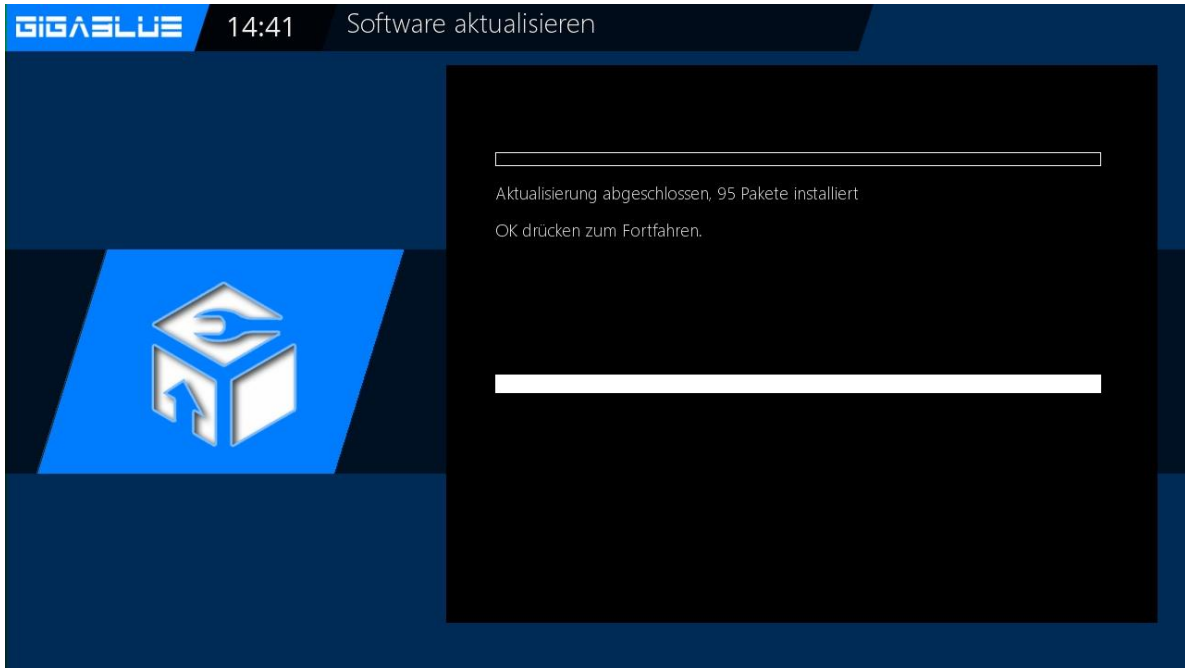 GIGABLUE
14:41
Software aktualisieren
Aktualisierung abgeschlossen, 95 Pakete installiert
OK drücken zum Fortfahren.